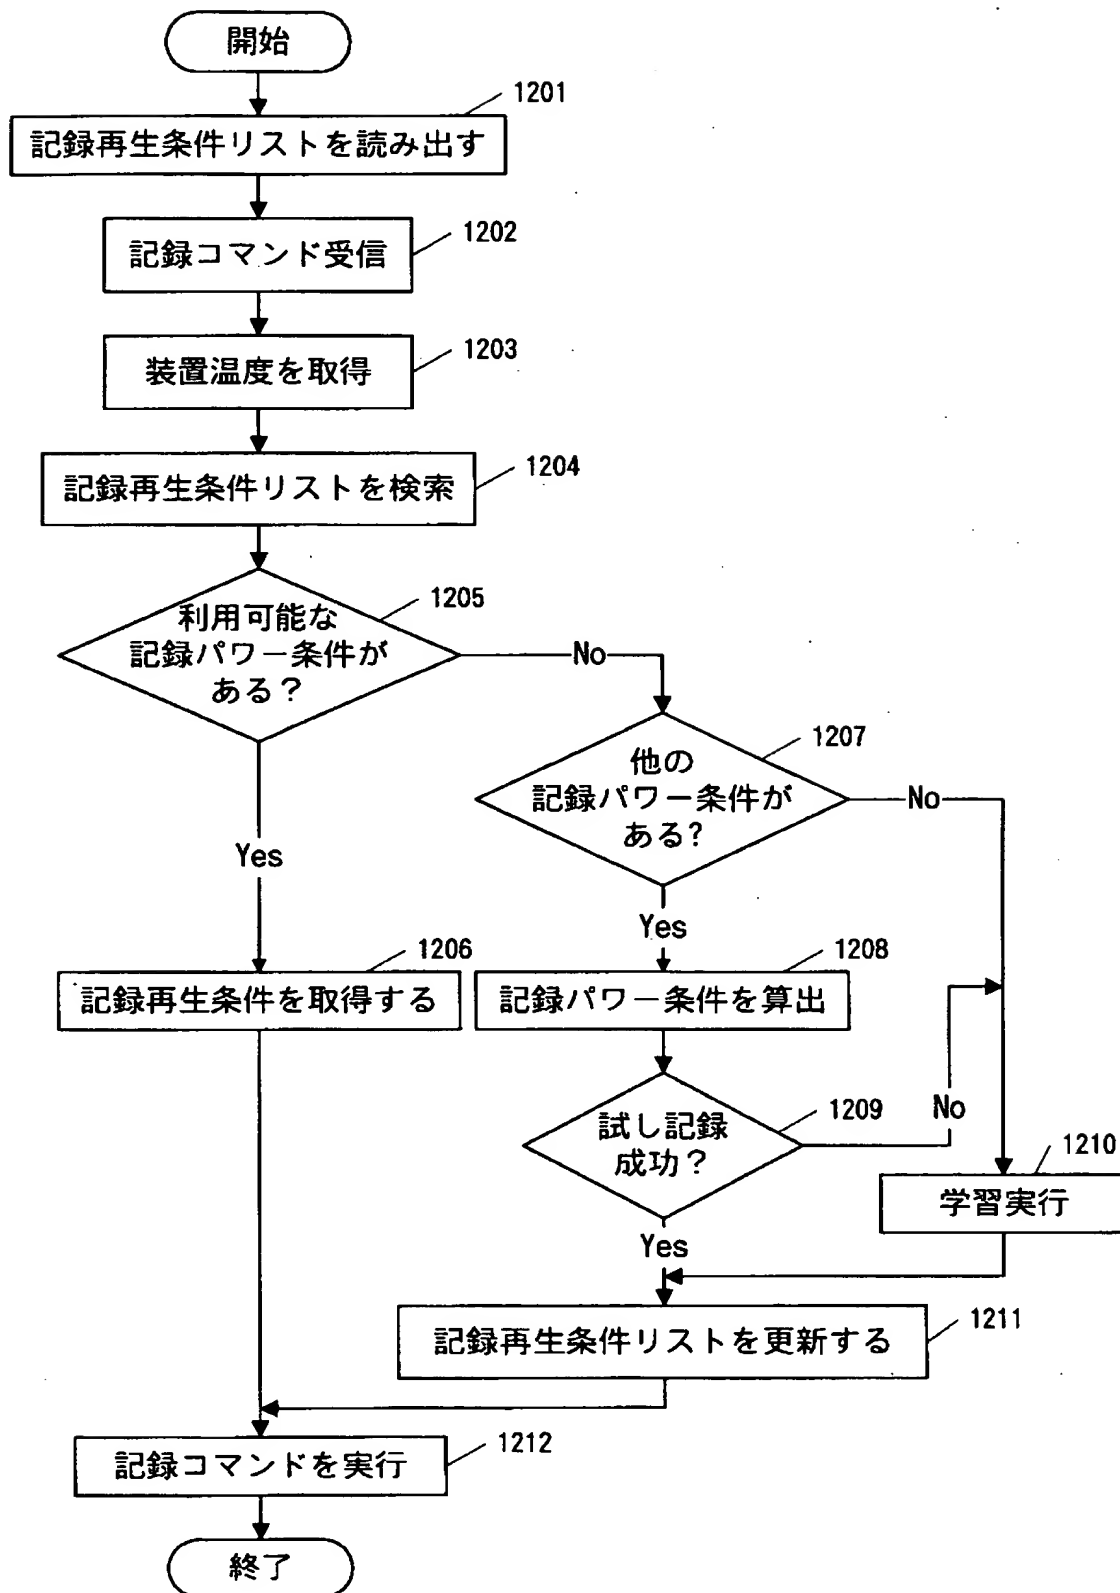 開始
1201
記録再生条件リストを読み出す
1202
記録コマンド受信
1203
装置温度を取得
1204
記録再生条件リストを検索
1205
利用可能な
記録パワー条件が
ある?
No
1207
他の
記録パワー条件が
ある?
No
Yes
Yes
1206
記録再生条件を取得する
1208
記録パワー条件を算出
1209
試し記録
成功?
No
1210
学習実行
Yes
1211
記録再生条件リストを更新する
1212
記録コマンドを実行
終了